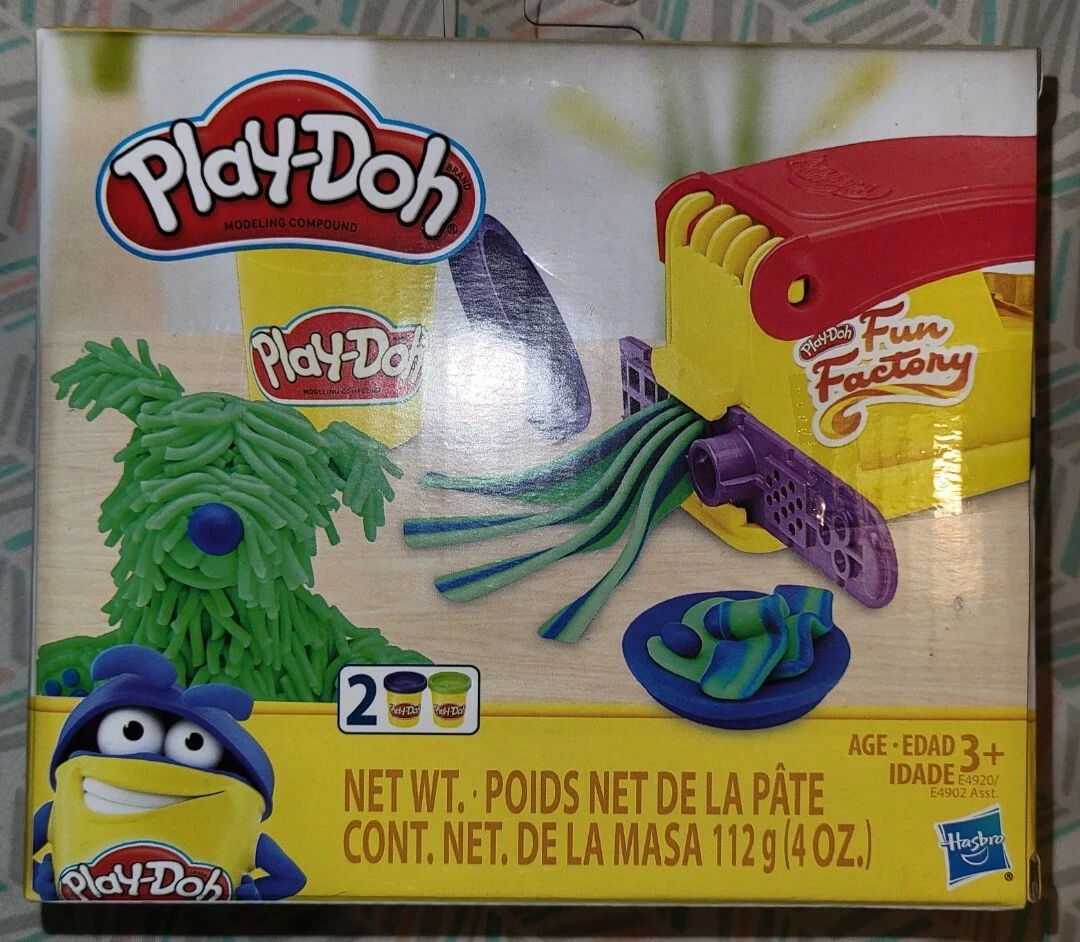 Play-Doh
BRAND
MODELING COMPOUND
®
Play-Doh
MODELING COMPOUND
Play-Doh
Fun
Factory
2
Play-Doh
Play-Doh
AGE · EDAD 3+
IDADE
E4920/
E4902 Asst.
NET WT. · POIDS NET DE LA PÂTE
CONT. NET. DE LA MASA 112 g (4 OZ.)
Hasbro
®
Play-Doh